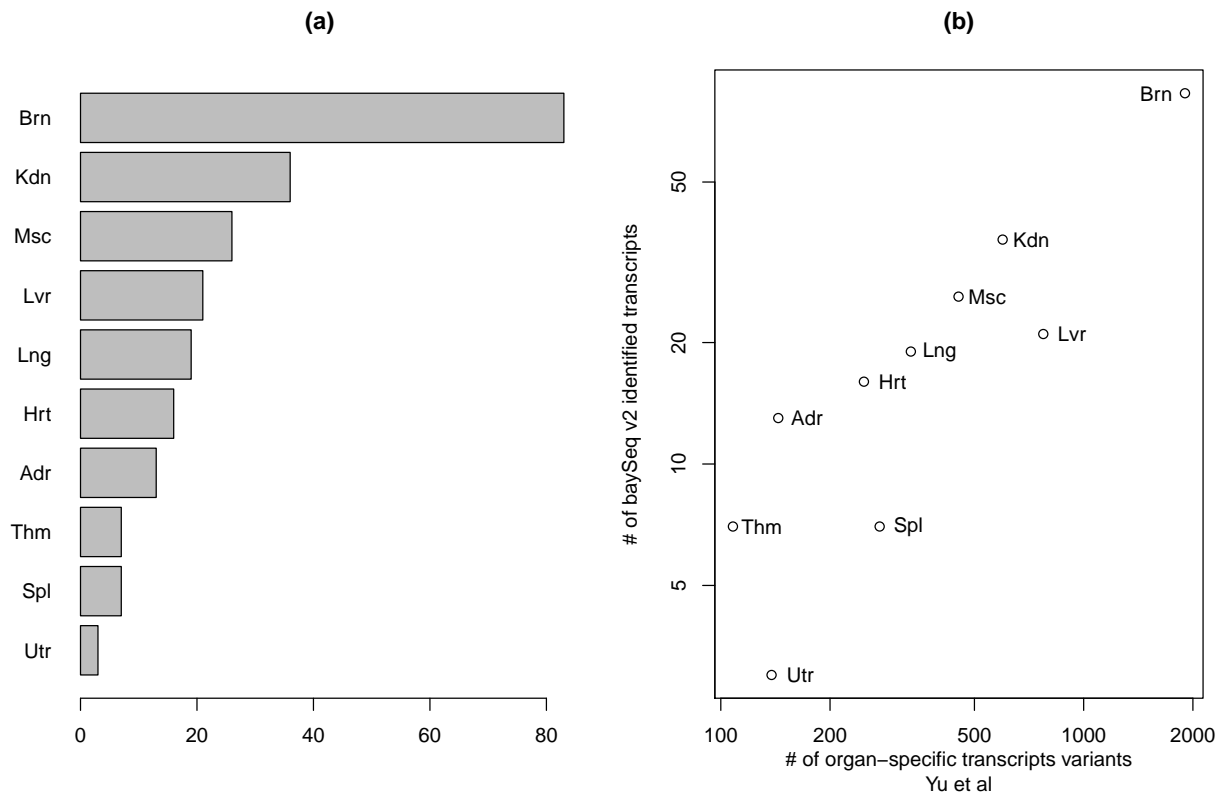 (a)
Brn
Kdn
Msc
Lvr
Lng
Hrt
Adr
Thm
Spl
Utr
0 20 40 60 80
(b)
# of baySeq v2 identified transcripts
50
20
10
5
Brn
Kdn
Msc
Lvr
Lng
Hrt
Adr
Thm
Spl
Utr
100 200 500 1000 2000
# of organ−specific transcripts variants
Yu et al